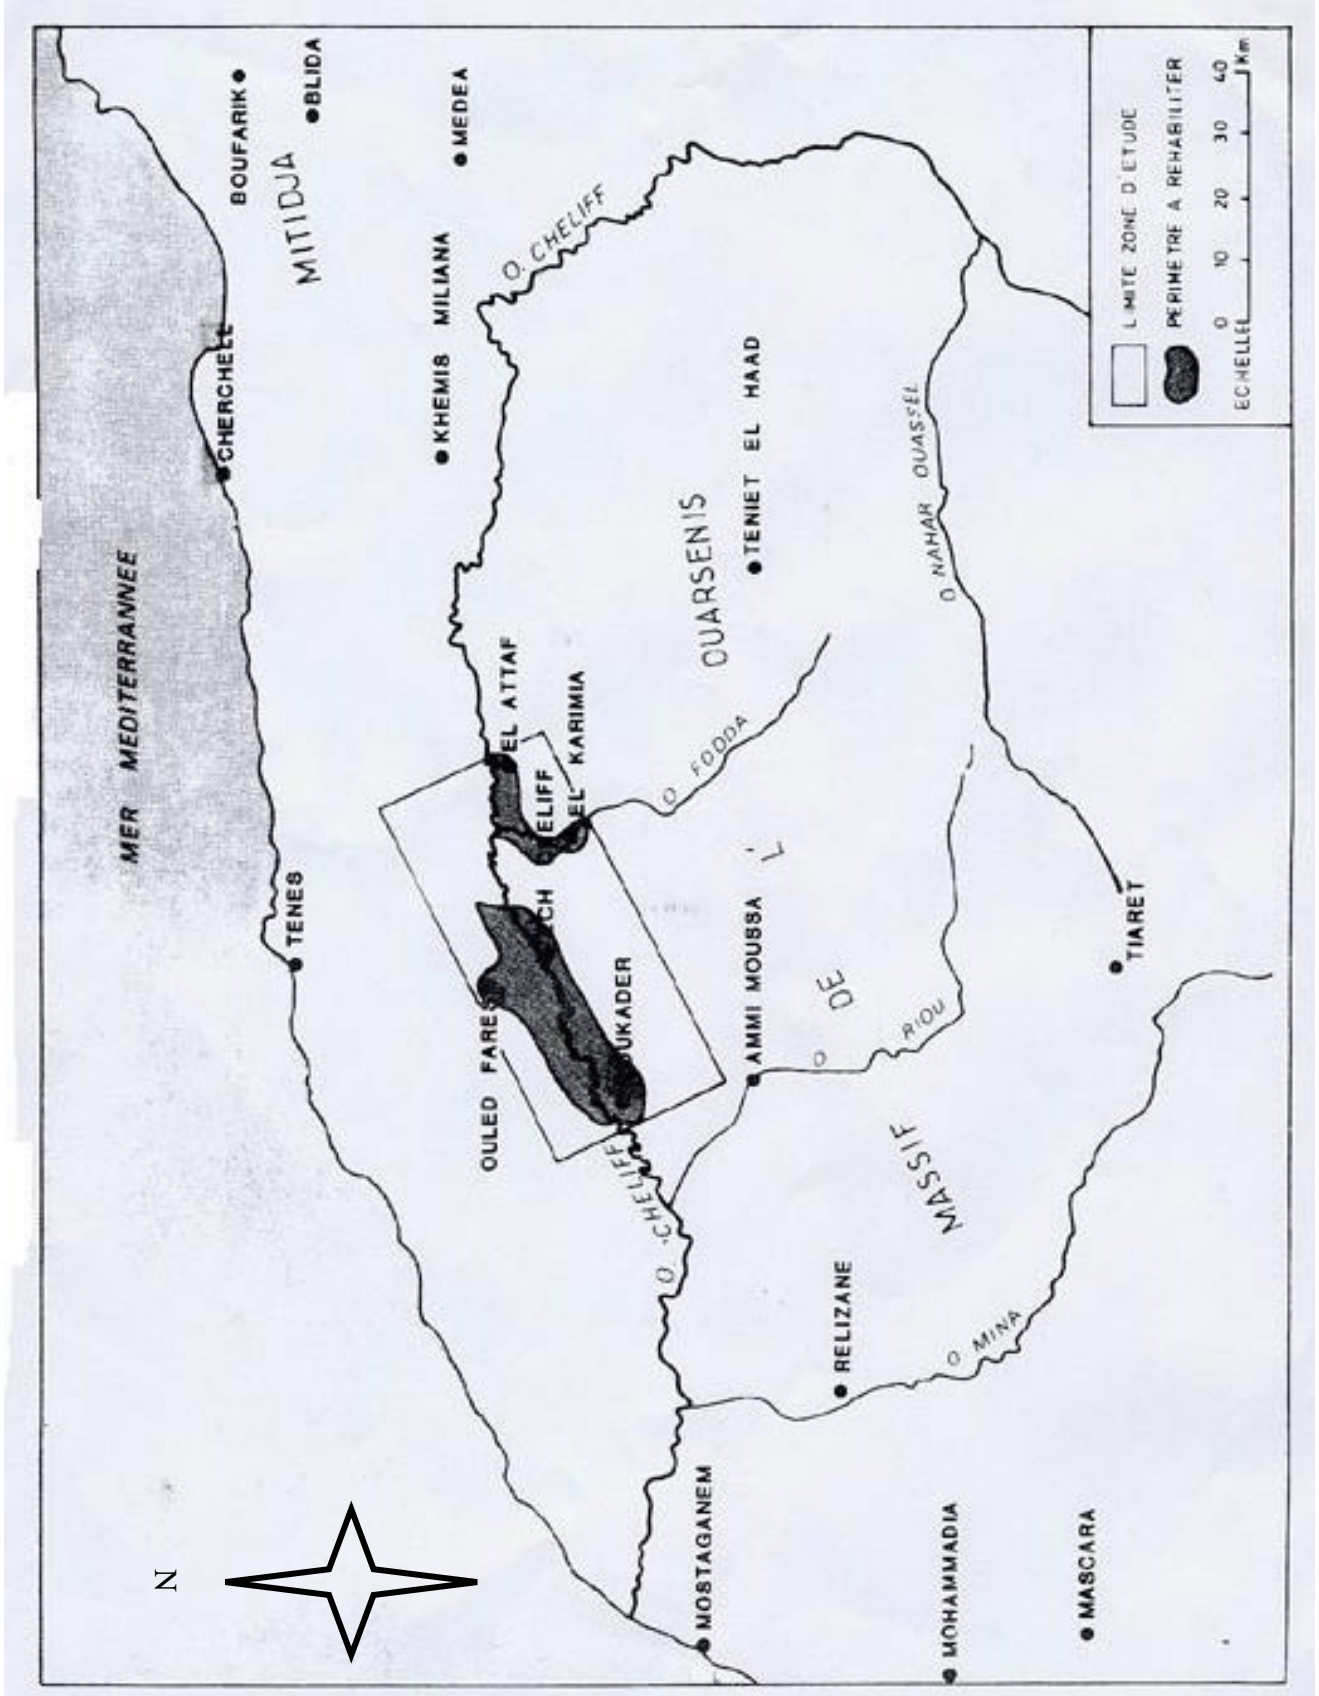 MER MEDITERRANNEE
N
BOUFARIK
BLIDA
MITIDJA
MEDEA
CHERCHELL
KHEMIS MILIANA
O. CHELIFF
TENES
EL ATTAF
OUARSENIS
TENIET EL HAAD
ELIFF
EL KARIMIA
O FODDA
O NAHAR OUASSEL
OULED FARES
CH
OUKADER
AMMI MOUSSA
L'
DE
MASSIF
O RIOU
TIARET
O CHELIFF
RELIZANE
O MINA
MOSTAGANEM
MOHAMMADIA
MASCARA
LIMITE ZONE D'ETUDE
PERIMETRE A REHABILITER
0 10 20 30 40
ECHELLE Km